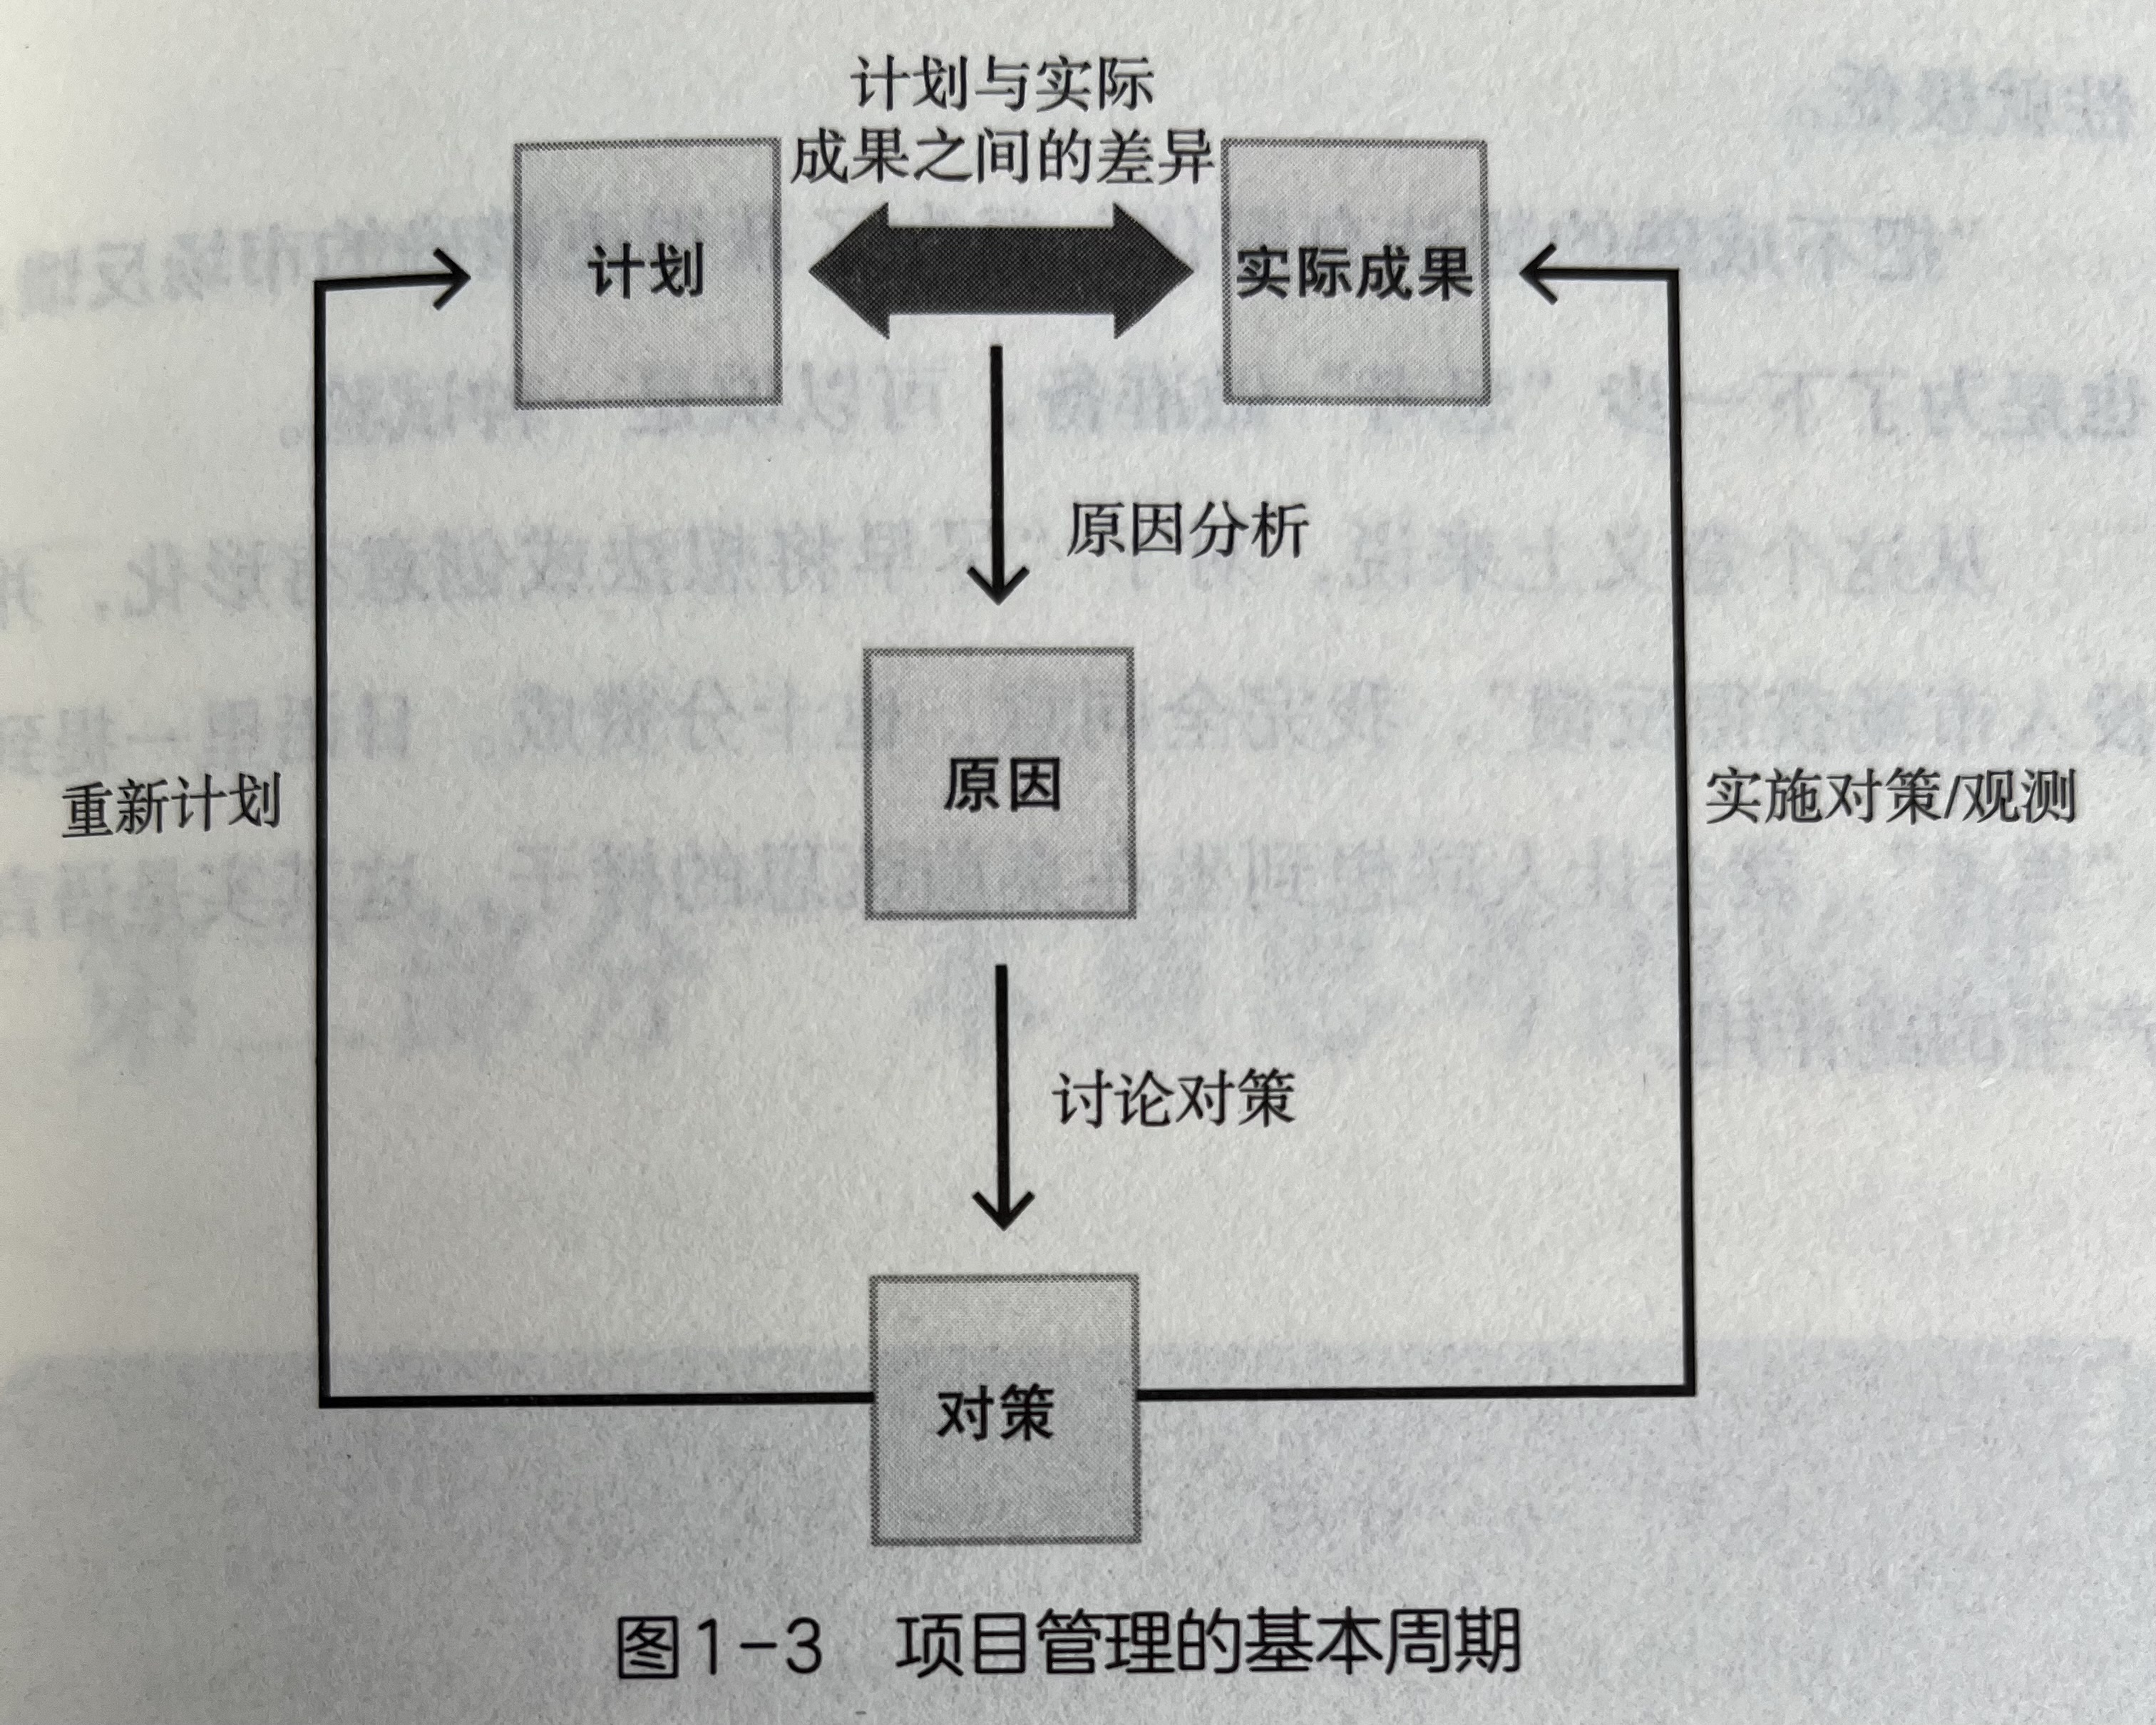 计划与实际
成果之间的差异
计划
实际成果
原因分析
原因
重新计划
实施对策/观测
讨论对策
对策
图1-3 项目管理的基本周期